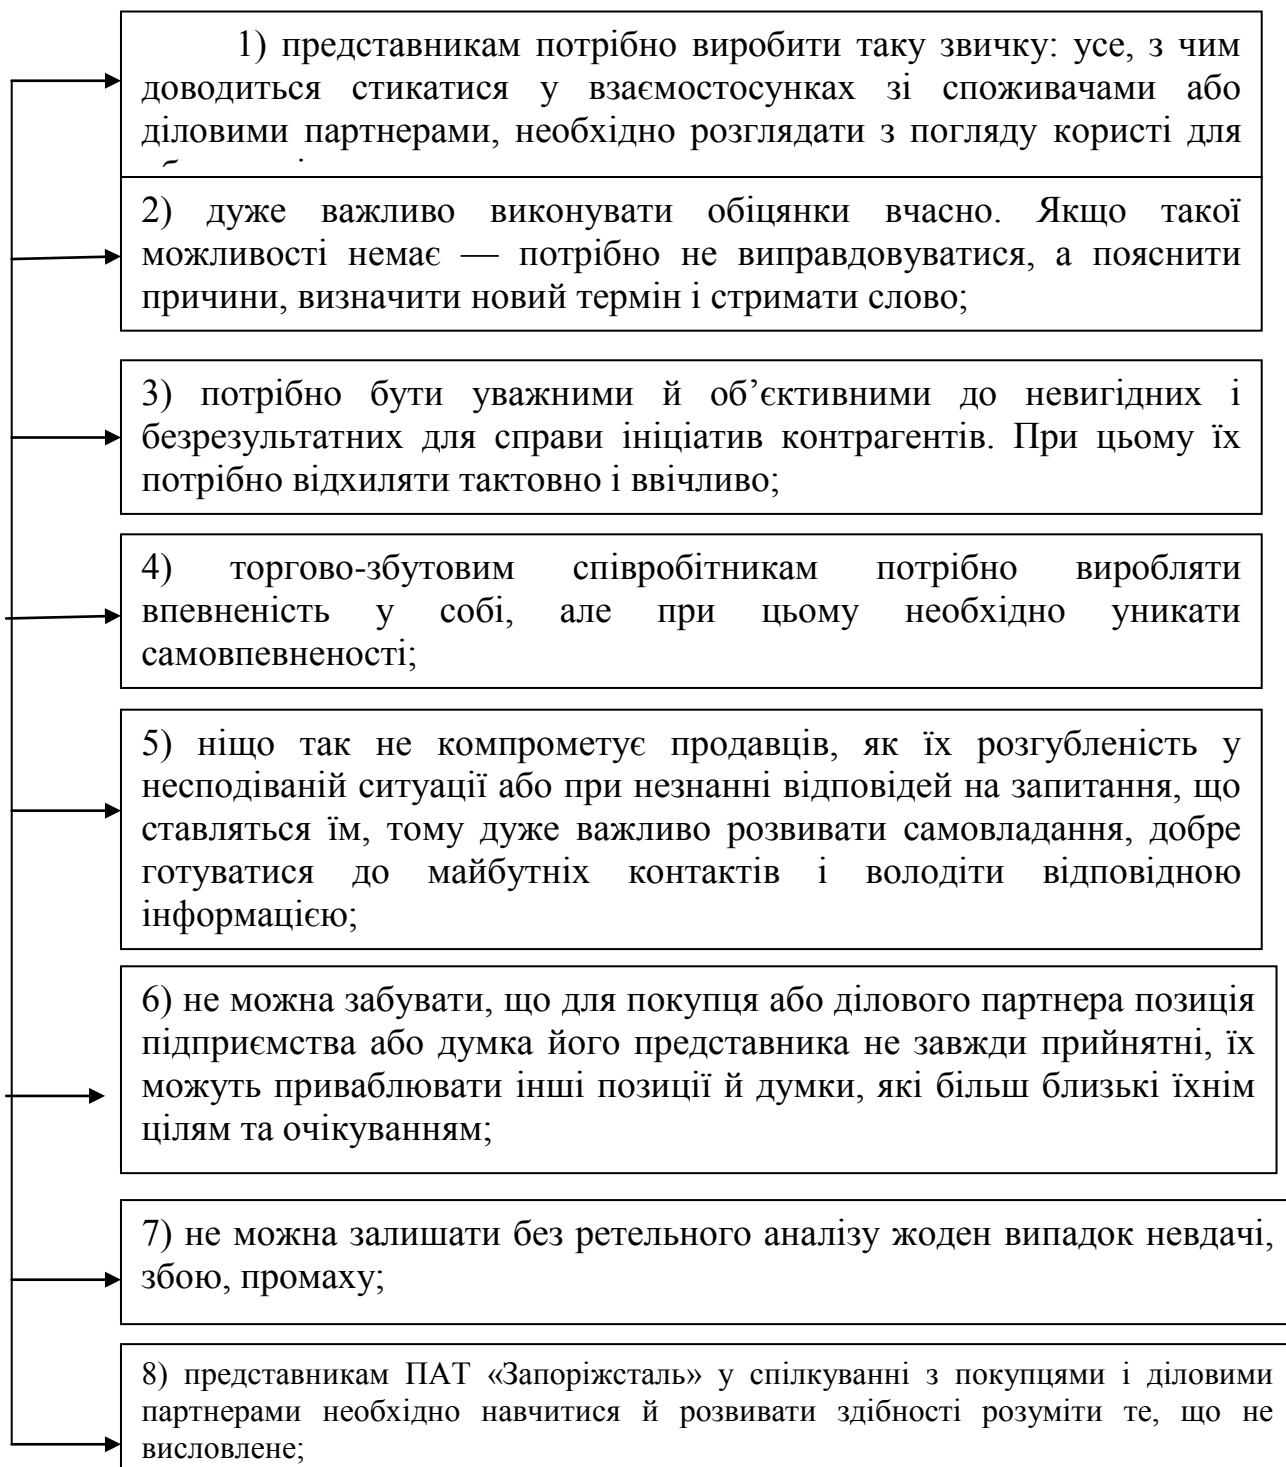 1) представникам потрібно виробити таку звичку: усе, з чим
доводиться стикатися у взаємостосунках зі споживачами або
діловими партнерами, необхідно розглядати з погляду користі для
2) дуже важливо виконувати обіцянки вчасно. Якщо такої
можливості немає — потрібно не виправдовуватися, а пояснити
причини, визначити новий термін і стримати слово;
3) потрібно бути уважними й об’єктивними до невигідних і
безрезультатних для справи ініціатив контрагентів. При цьому їх
потрібно відхиляти тактовно і ввічливо;
4) торгово-збутовим співробітникам потрібно виробляти
впевненість у собі, але при цьому необхідно уникати
самовпевненості;
5) ніщо так не компрометує продавців, як їх розгубленість у
несподіваній ситуації або при незнанні відповідей на запитання, що
ставляться їм, тому дуже важливо розвивати самовладання, добре
готуватися до майбутніх контактів і володіти відповідною
інформацією;
6) не можна забувати, що для покупця або ділового партнера позиція
підприємства або думка його представника не завжди прийнятні, їх
можуть приваблювати інші позиції й думки, які більш близькі їхнім
цілям та очікуванням;
7) не можна залишати без ретельного аналізу жоден випадок невдачі,
збою, промаху;
8) представникам ПАТ «Запоріжсталь» у спілкуванні з покупцями і діловими
партнерами необхідно навчитися й розвивати здібності розуміти те, що не
висловлене;